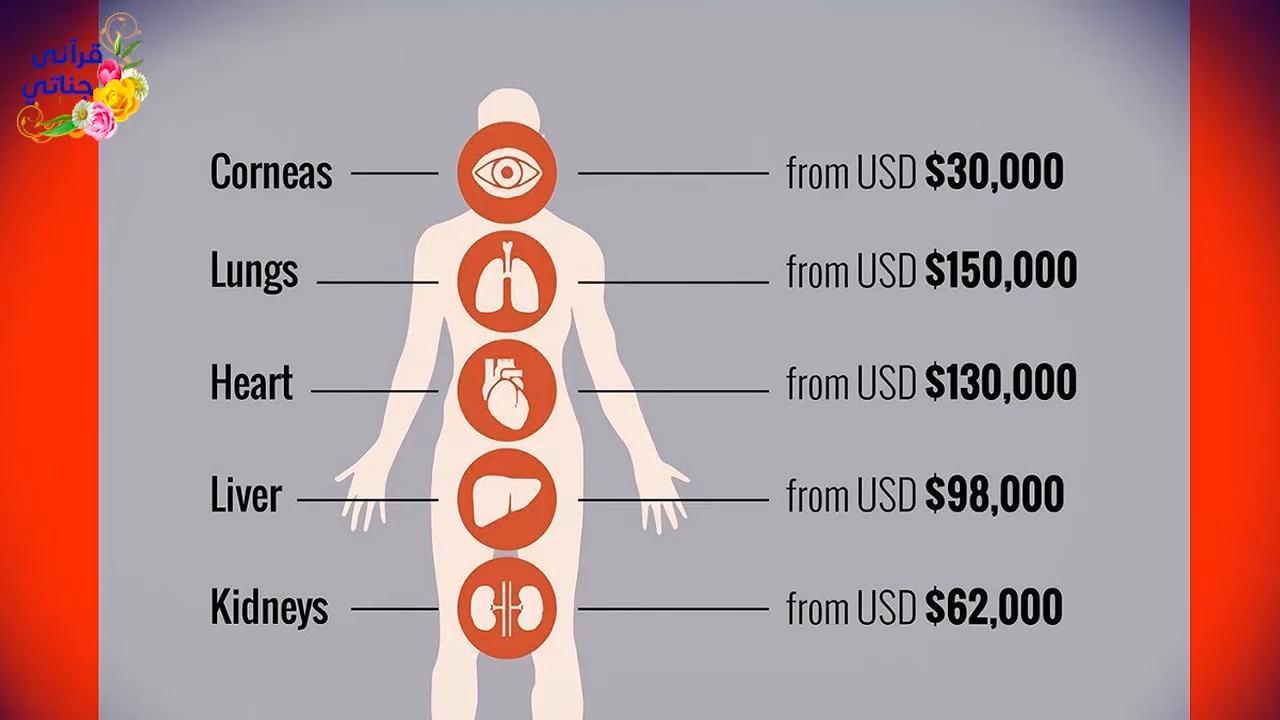 قرآنى
جناتي
Corneas from USD $30,000
Lungs from USD $150,000
Heart from USD $130,000
Liver from USD $98,000
Kidneys from USD $62,000